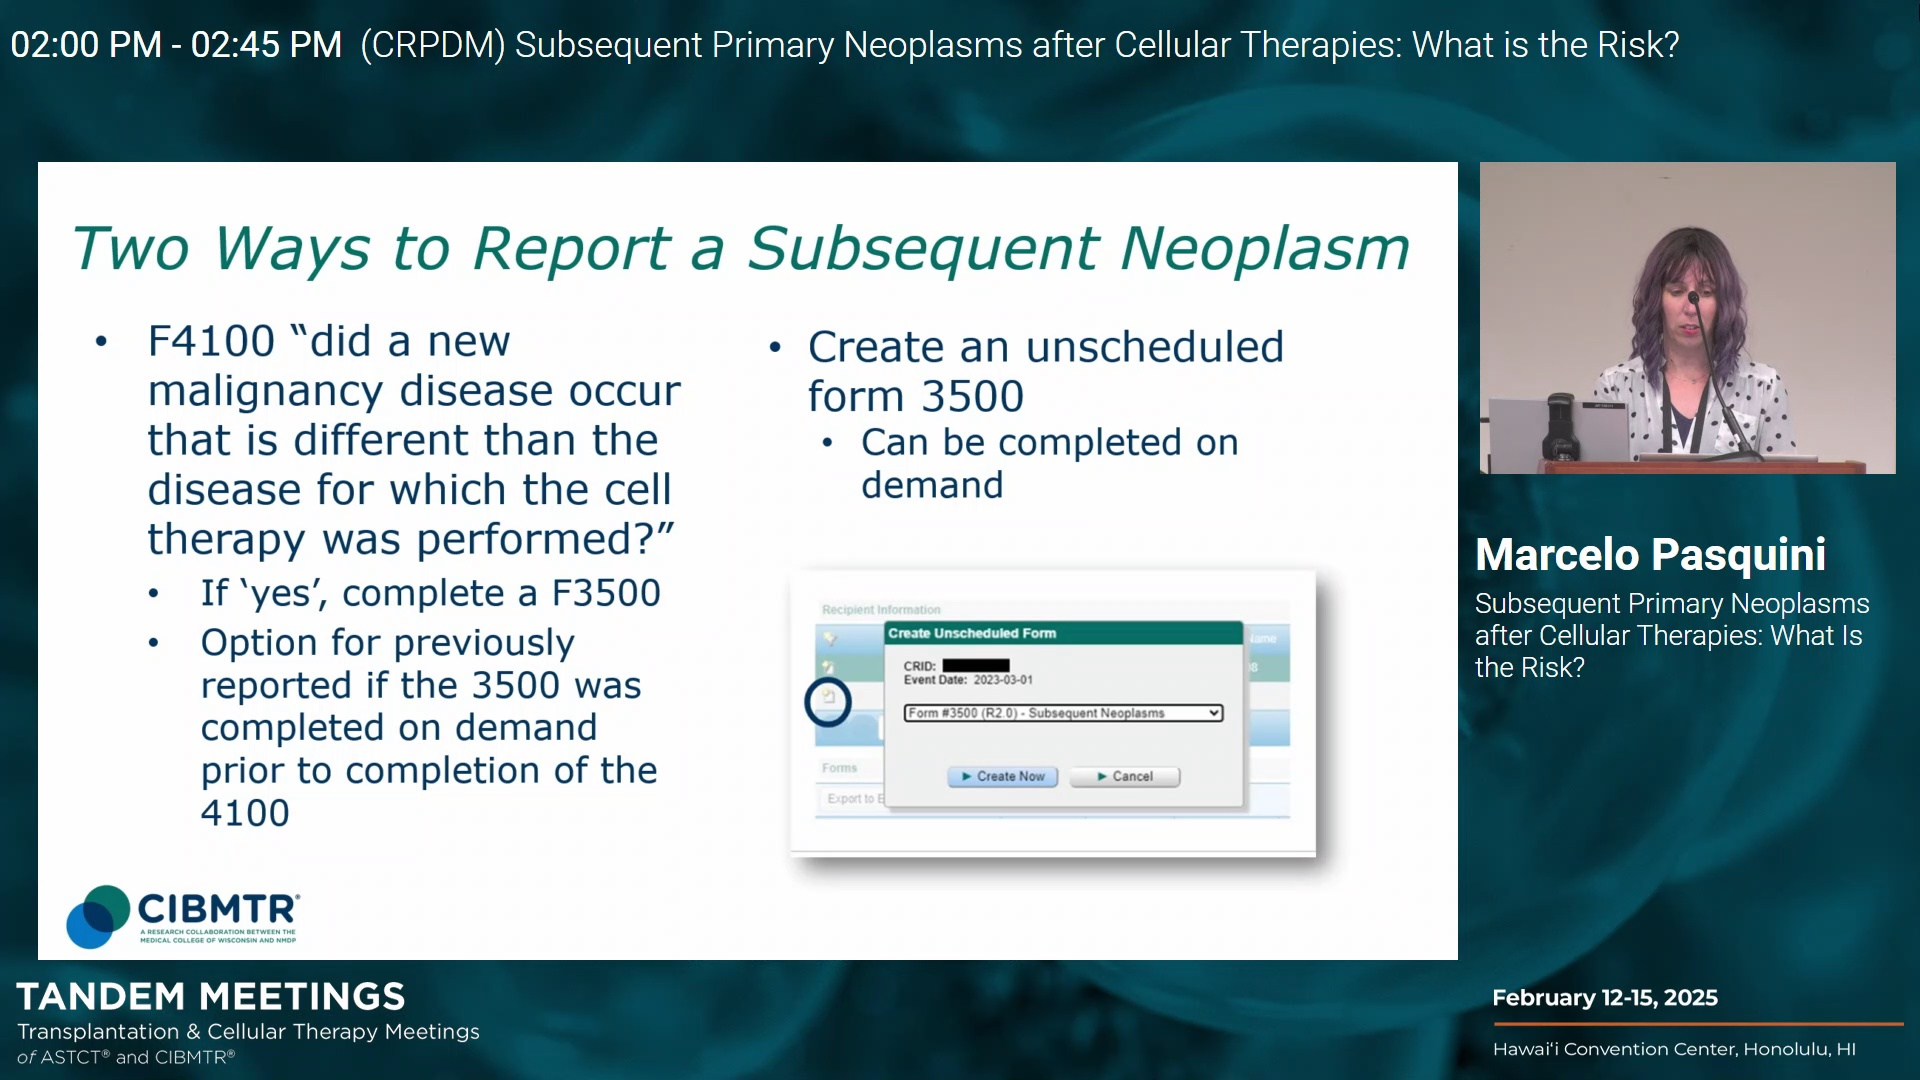 02:00 PM - 02:45 PM (CRPDM) Subsequent Primary Neoplasms after Cellular Therapies: What is the Risk?
Two Ways to Report a Subsequent Neoplasm
• F4100 “did a new
malignancy disease occur
that is different than the
disease for which the cell
therapy was performed?”
• If ‘yes’, complete a F3500
• Option for previously
reported if the 3500 was
completed on demand
prior to completion of the
4100
• Create an unscheduled
form 3500
• Can be completed on
demand
Recipient Information
Create Unscheduled Form
Name
CRID:
Event Date: 2023-03-01
Form #3500 (R2.0) - Subsequent Neoplasms
Create Now
Cancel
Forms
Export to E
CIBMTR®
A RESEARCH COLLABORATION BETWEEN THE
MEDICAL COLLEGE OF WISCONSIN AND NMDP
Marcelo Pasquini
Subsequent Primary Neoplasms
after Cellular Therapies: What Is
the Risk?
TANDEM MEETINGS
Transplantation & Cellular Therapy Meetings
of ASTCT® and CIBMTR®
February 12-15, 2025
Hawaiʻi Convention Center, Honolulu, HI